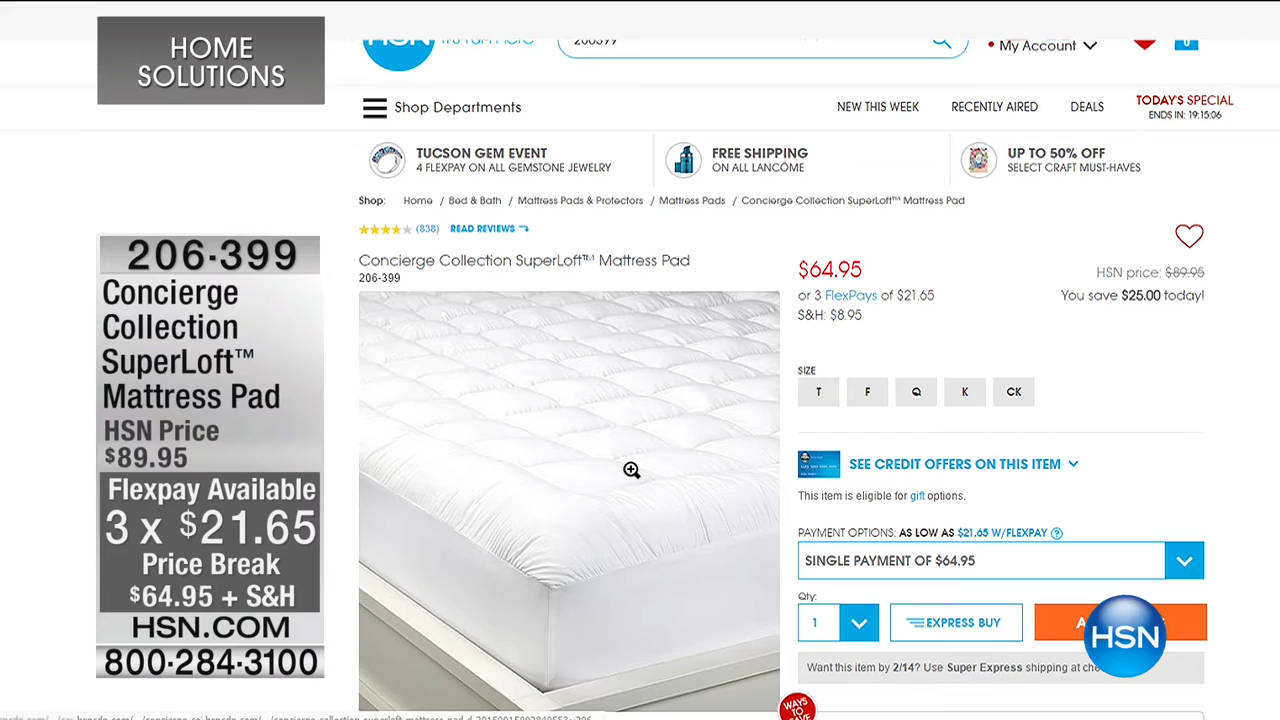 HOME
SOLUTIONS
HSN
206399
My Account
0
Shop Departments
NEW THIS WEEK
RECENTLY AIRED
DEALS
TODAY'S SPECIAL
ENDS IN: 19:15:06
TUCSON GEM EVENT
4 FLEXPAY ON ALL GEMSTONE JEWELRY
FREE SHIPPING
ON ALL LANCÔME
UP TO 50% OFF
SELECT CRAFT MUST-HAVES
Shop: Home / Bed & Bath / Mattress Pads & Protectors / Mattress Pads / Concierge Collection SuperLoft™ Mattress Pad
(838) READ REVIEWS
Concierge Collection SuperLoft™ Mattress Pad
206-399
206·399
Concierge
Collection
SuperLoft™
Mattress Pad
HSN Price
$89.95
Flexpay Available
3 x $21.65
Price Break
$64.95 + S&H
HSN.COM
800·284·3100
$64.95
HSN price: $89.95
or 3 FlexPays of $21.65
You save $25.00 today!
S&H: $8.95
SIZE
T F Q K CK
SEE CREDIT OFFERS ON THIS ITEM
This item is eligible for gift options.
PAYMENT OPTIONS: AS LOW AS $21.65 W/FLEXPAY ?
SINGLE PAYMENT OF $64.95
Qty:
1
EXPRESS BUY
HSN
Want this item by 2/14? Use Super Express shipping at
WAYS
TO